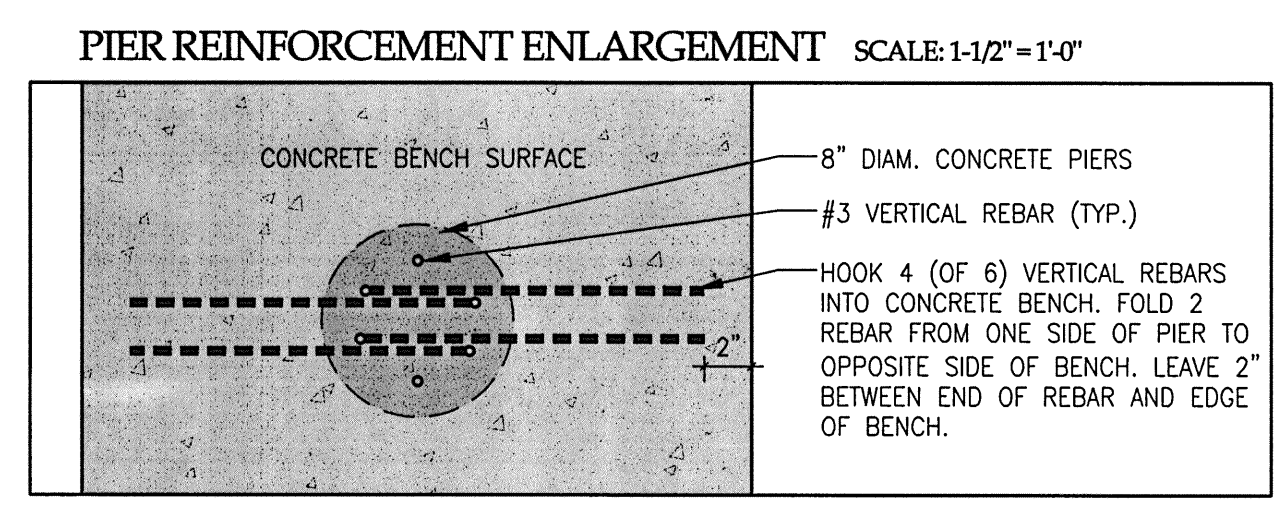 PIER REINFORCEMENT ENLARGEMENT SCALE: 1-1/2" = 1'-0"
CONCRETE BENCH SURFACE
8" DIAM. CONCRETE PIERS
#3 VERTICAL REBAR (TYP.)
HOOK 4 (OF 6) VERTICAL REBARS
INTO CONCRETE BENCH. FOLD 2
REBAR FROM ONE SIDE OF PIER TO
OPPOSITE SIDE OF BENCH. LEAVE 2"
BETWEEN END OF REBAR AND EDGE
OF BENCH.
2"